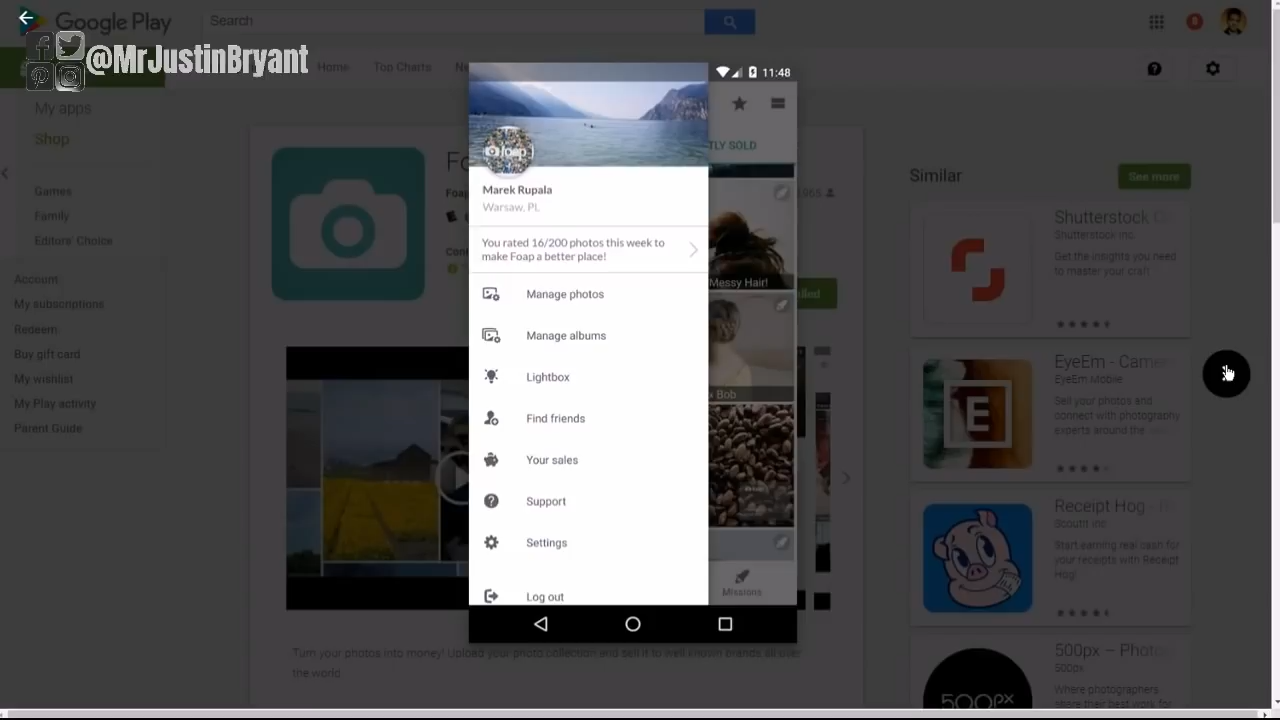 Google Play
Search
@MrJustinBryant
Home
Top Charts
My apps
Shop
Games
Family
Editors' Choice
Account
My subscriptions
Redeem
Buy gift card
My wishlist
My Play activity
Parent Guide
11:48
TLY SOLD
foap
Marek Rupala
Warsaw, PL
You rated 16/200 photos this week to
make Foap a better place!
Manage photos
Manage albums
Lightbox
Find friends
Your sales
Support
Settings
Log out
Messy Hair!
Bob
Missions
Turn your photos into money! Upload your photo collection and sell it to well known brands all over
the world
Similar
See more
Shutterstock
Shutterstock Inc.
Get the insights you
need to master your craft
EyeEm - Came
EyeEm Mobile
E
Sell your photos and
connect with photography
experts around the
Receipt Hog
ScoutIt Inc.
Start earning real cash for
your receipts with Receipt
Hog!
500px – Photo
500px
500px
Where photographers